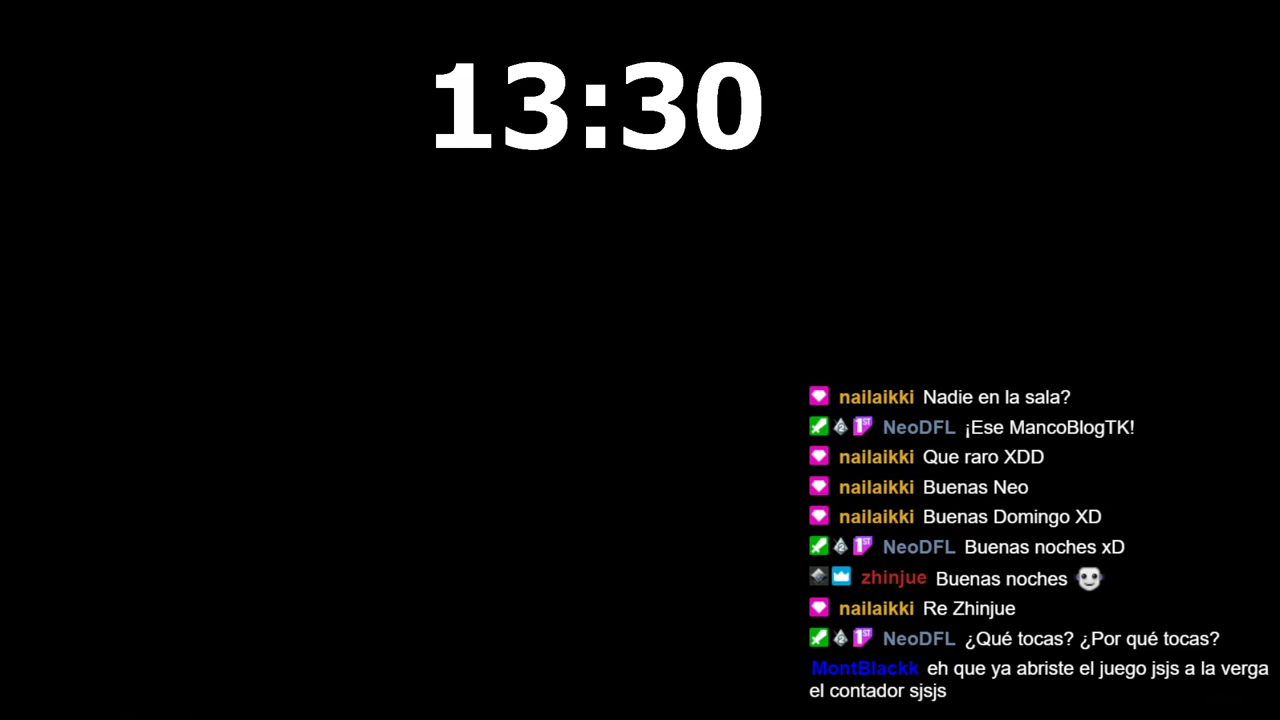 13:30
nailaikki Nadie en la sala?
NeoDFL ¡Ese MancoBlogTK!
nailaikki Que raro XDD
nailaikki Buenas Neo
nailaikki Buenas Domingo XD
NeoDFL Buenas noches xD
zhinjue Buenas noches
nailaikki Re Zhinjue
NeoDFL ¿Qué tocas? ¿Por qué tocas?
MontBlackk eh que ya abriste el juego jsjs a la verga
el contador sjsjs